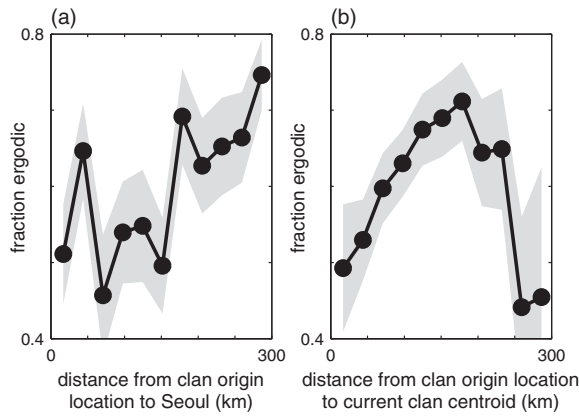 (a)
(b)
0.8
0.8
fraction ergodic
fraction ergodic
0.4
0.4
0
300
0
300
distance from clan origin
location to Seoul (km)
distance from clan origin location
to current clan centroid (km)